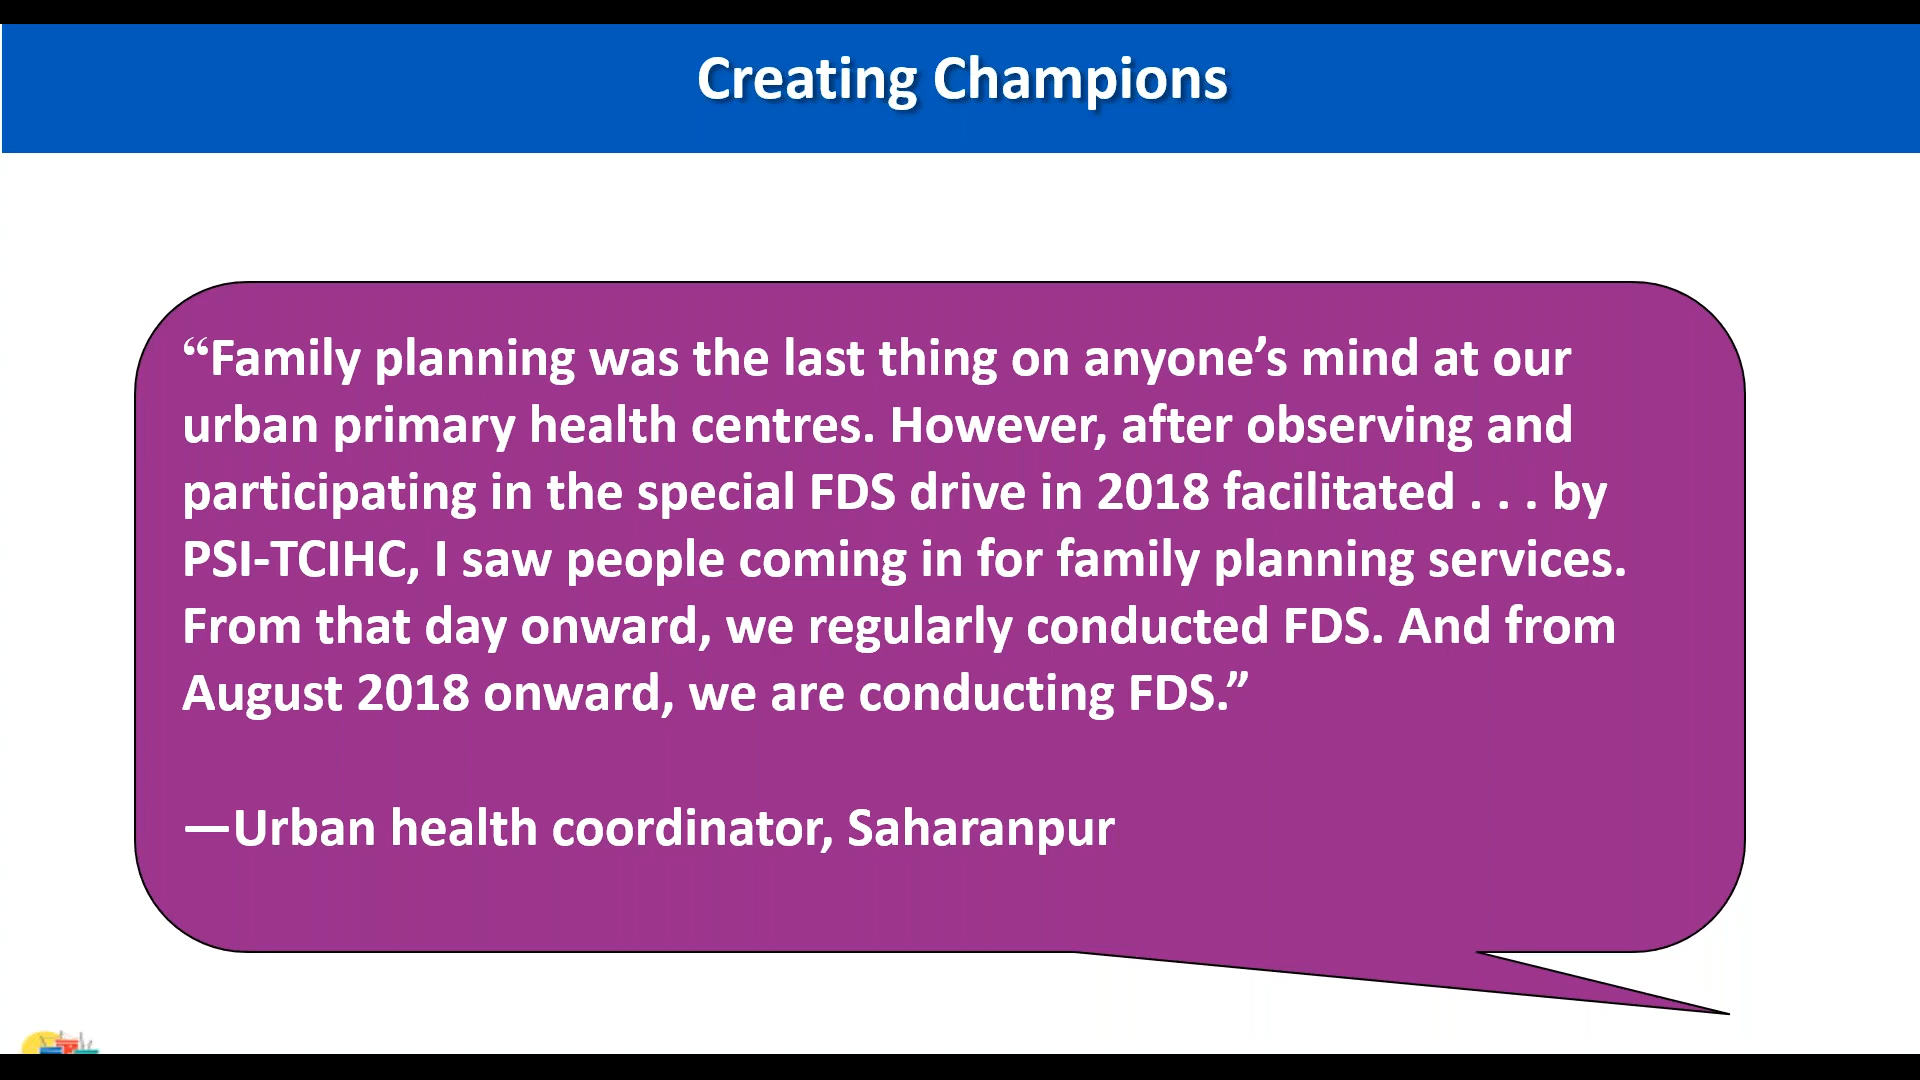 Creating Champions
“Family planning was the last thing on anyone’s mind at our
urban primary health centres. However, after observing and
participating in the special FDS drive in 2018 facilitated . . . by
PSI-TCIHC, I saw people coming in for family planning services.
From that day onward, we regularly conducted FDS. And from
August 2018 onward, we are conducting FDS.”
—Urban health coordinator, Saharanpur